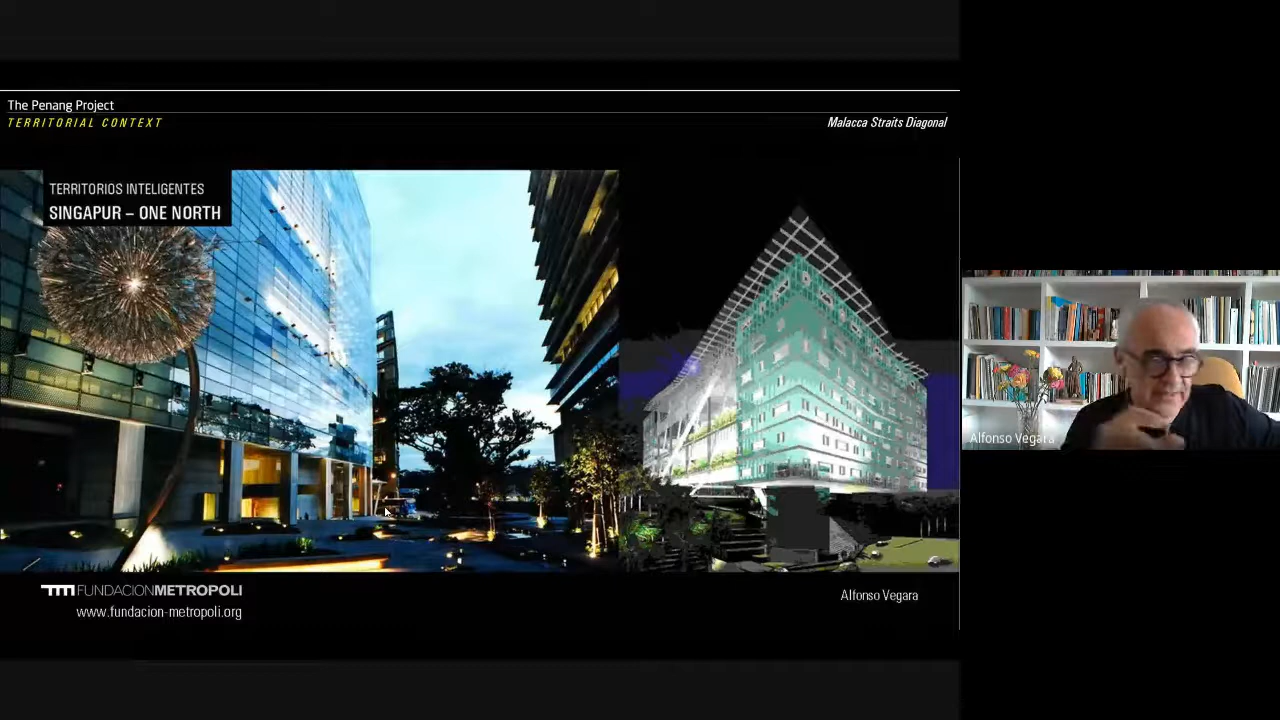 The Penang Project
TERRITORIAL CONTEXT
Malacca Straits Diagonal
TERRITORIOS INTELIGENTES
SINGAPUR – ONE NORTH
Alfonso Vegara
FUNDACIONMETROPOLI
www.fundacion-metropoli.org
Alfonso Vegara